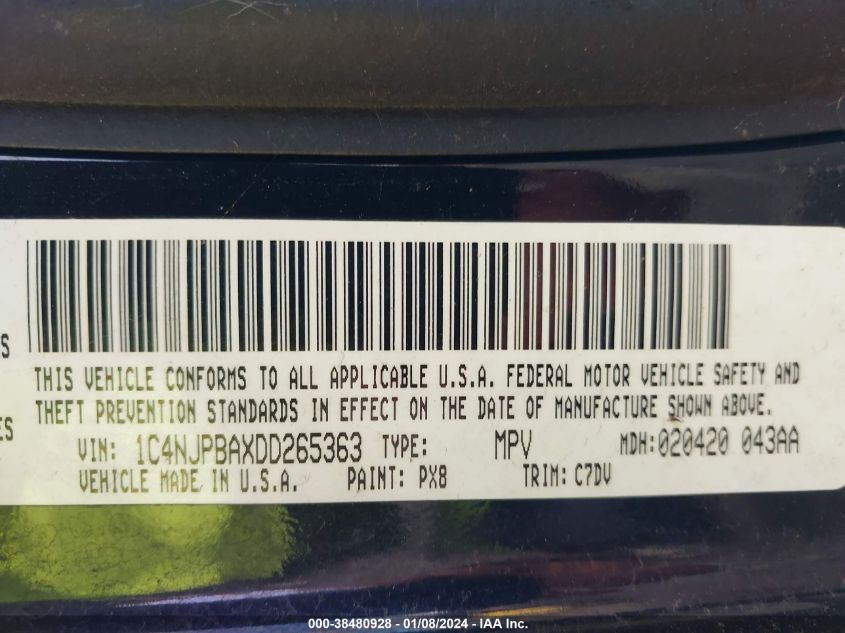 S
THIS VEHICLE CONFORMS TO ALL APPLICABLE U.S.A. FEDERAL MOTOR VEHICLE SAFETY AND
THEFT PREVENTION STANDARDS IN EFFECT ON THE DATE OF MANUFACTURE SHOWN ABOVE.
ES
VIN: 1C4NJPBAXDD265363 TYPE: MPV MDH:020420 043AA
VEHICLE MADE IN U.S.A. PAINT: PX8 TRIM: C7DV
000-38480928 - 01/08/2024 - IAA Inc.